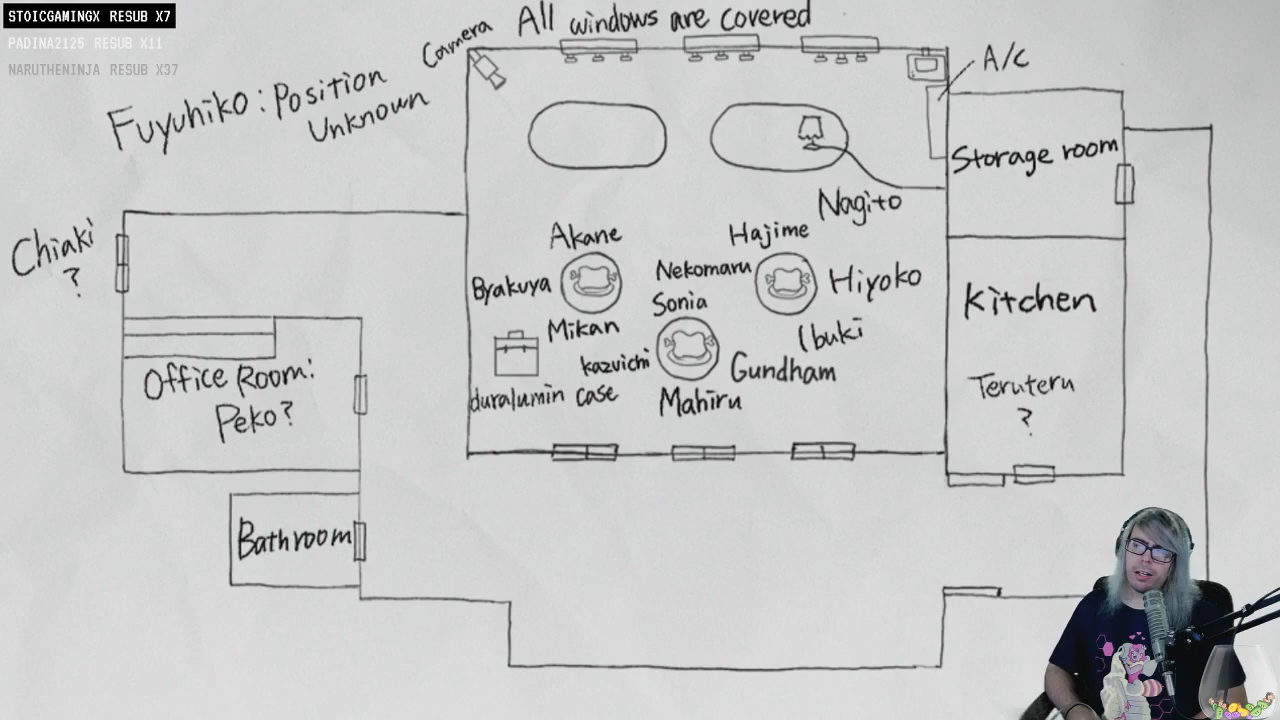 STOICGAMINGX RESUB X7
PADINA2125 RESUB X11
NARUTHENINJA RESUB X37
All windows are covered
Camera
A/C
Fuyuhiko: Position
Unknown
Storage room
Nagito
Chiaki
?
Akane
Hajime
Byakuya
Nekomaru
Hiyoko
Sonia
Kitchen
Mikan
Ibuki
kazuichi
Gundham
Office Room:
Peko?
duralumin case
Mahiru
Teruteru
?
Bathroom